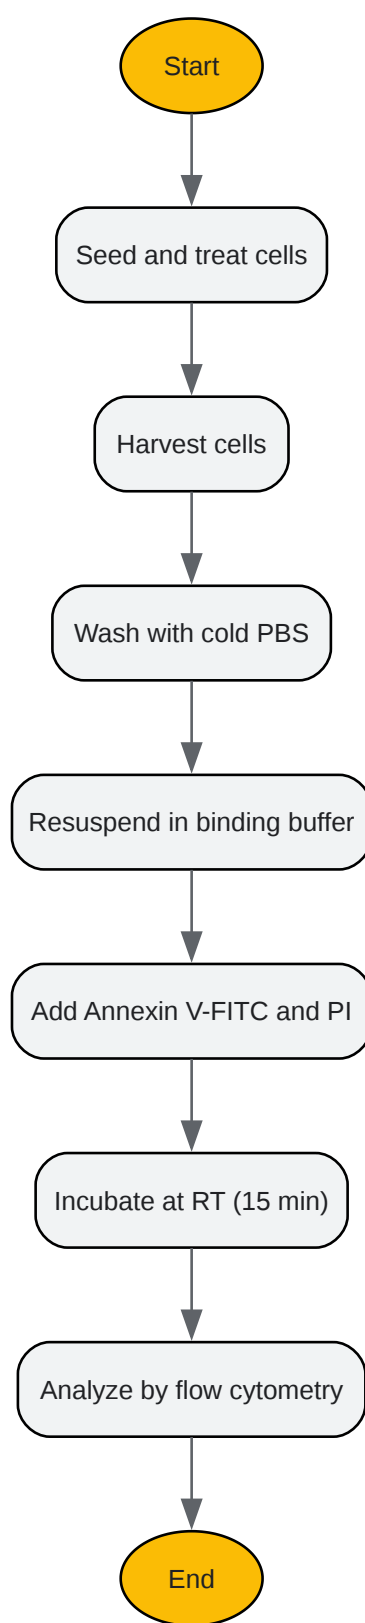 Start
Seed and treat cells
Harvest cells
Wash with cold PBS
Resuspend in binding buffer
Add Annexin V-FITC and PI
Incubate at RT (15 min)
Analyze by flow cytometry
End